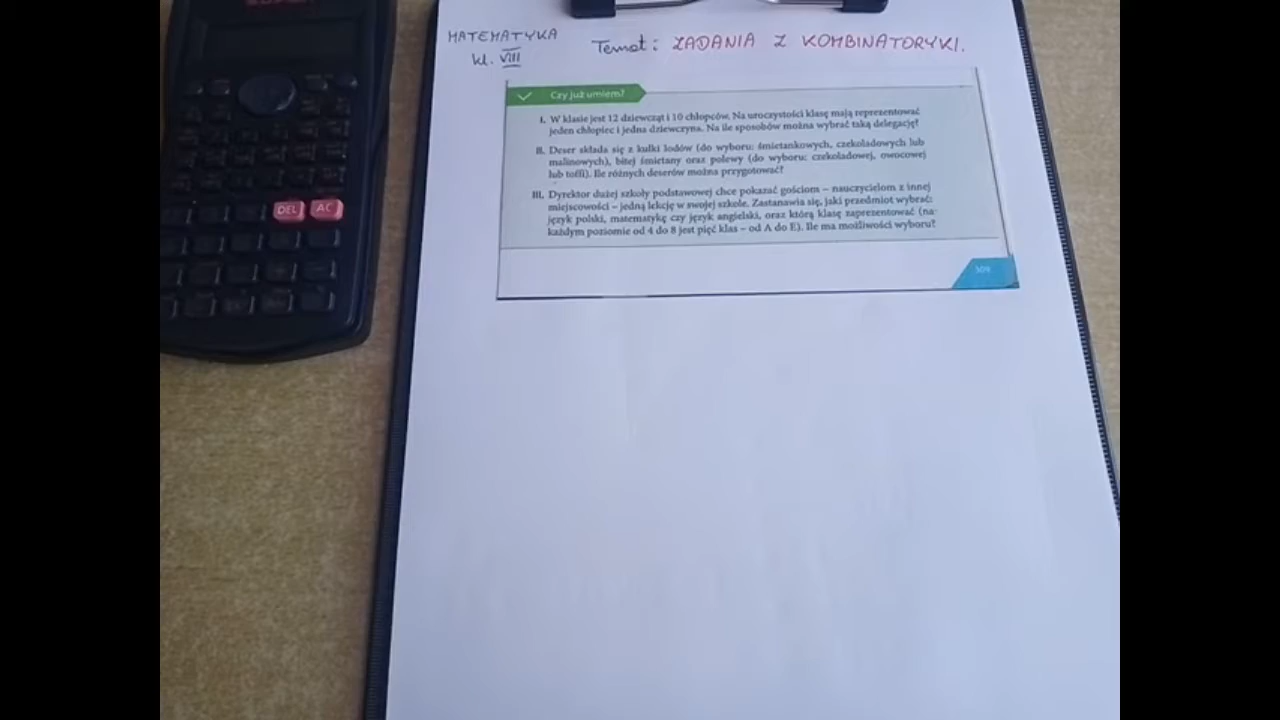 MATEMATYKA
kl. VIII
Temat: ZADANIA Z KOMBINATORYKI.
Czy już umiem?
I. W klasie jest 12 dziewcząt i 10 chłopców. Na uroczystości klasę mają reprezentować
jeden chłopiec i jedna dziewczyna. Na ile sposobów można wybrać taką delegację?
II. Deser składa się z kulki lodów (do wyboru: śmietankowych, czekoladowych lub
malinowych), bitej śmietany oraz polewy (do wyboru: czekoladowej, owocowej
lub toffi). Ile różnych deserów można przygotować?
III. Dyrektor dużej szkoły podstawowej chce pokazać gościom – nauczycielom z innej
miejscowości – jedną lekcję w swojej szkole. Zastanawia się, jaki przedmiot wybrać:
język polski, matematykę czy język angielski, oraz którą klasę zaprezentować (na
każdym poziomie od 4 do 8 jest pięć klas – od A do E). Ile ma możliwości wyboru?
309
DEL AC